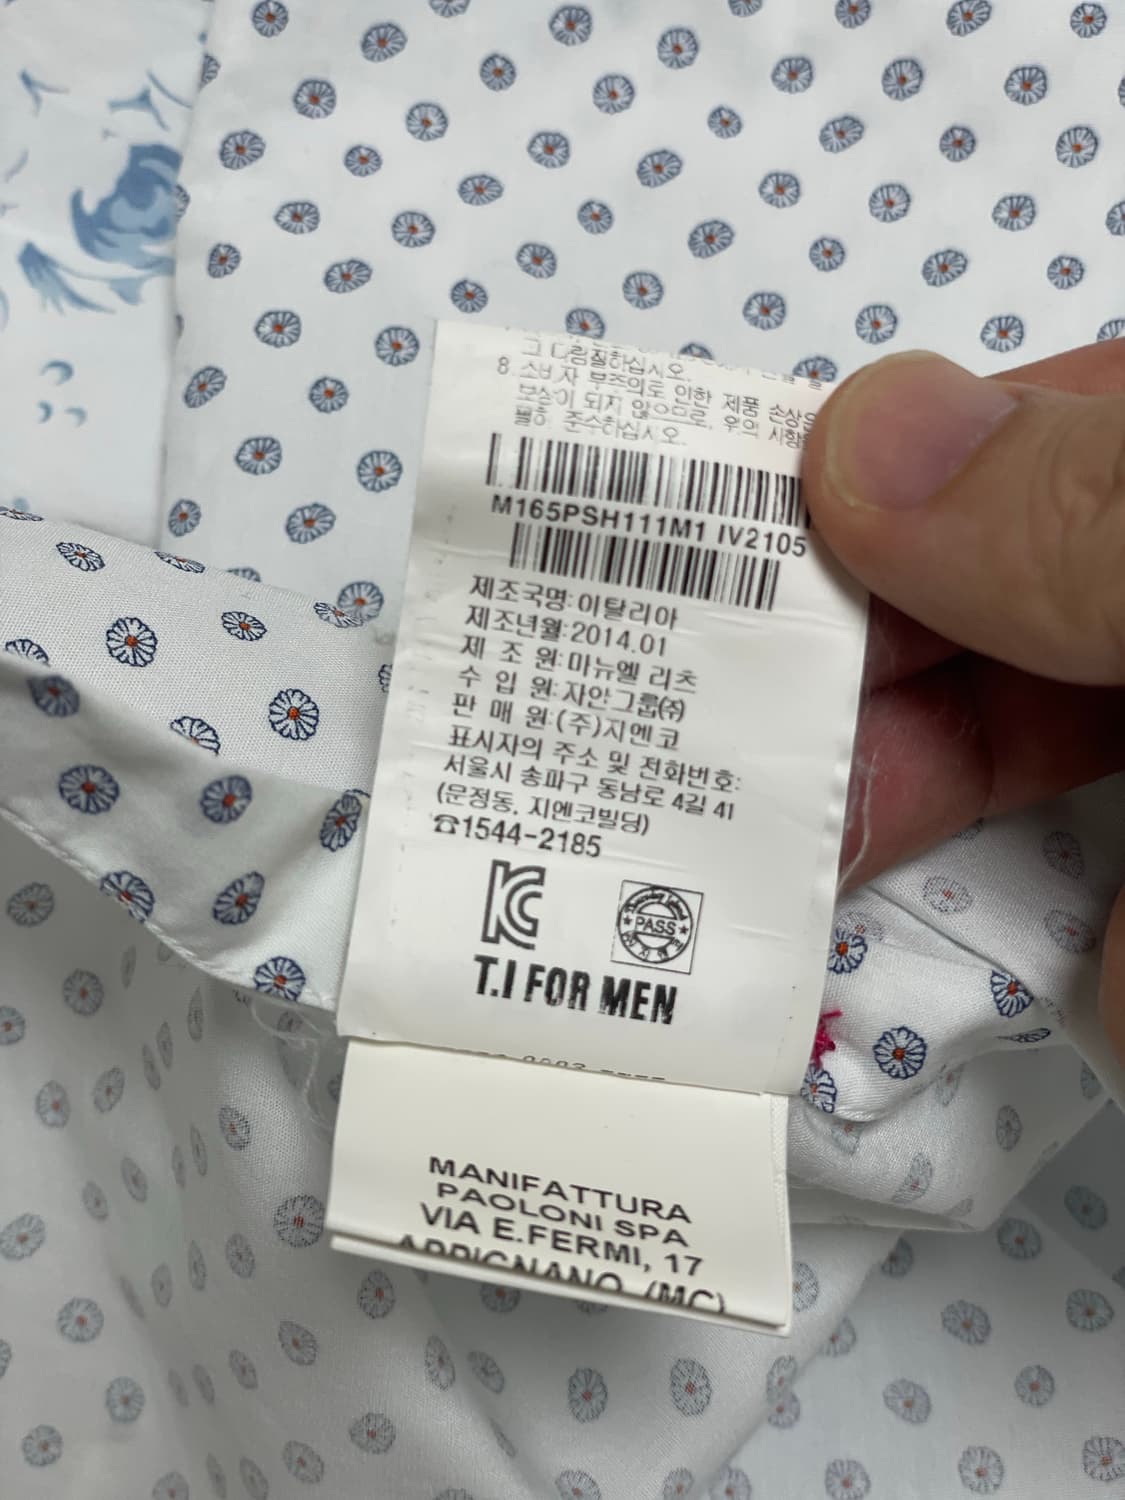 그 다림질하십시오.
8. 소비자 부주의로 인한 제품 손상은
보상이 되지 않으므로, 위의 사항
필히 준수하십시오.
M165PSH111M1 IV2105
제조국명:이탈리아
제조년월:2014.01
제 조 원:마뉴엘 리츠
수 입 원:자안그룹㈜
판 매 원:(주)지엔코
표시자의 주소 및 전화번호:
서울시 송파구 동남로 4길 41
(문정동, 지엔코빌딩)
☎1544-2185
KC
PASS
T.I FOR MEN
MANIFATTURA
PAOLONI SPA
VIA E.FERMI, 17
APPIGNANO (MC)